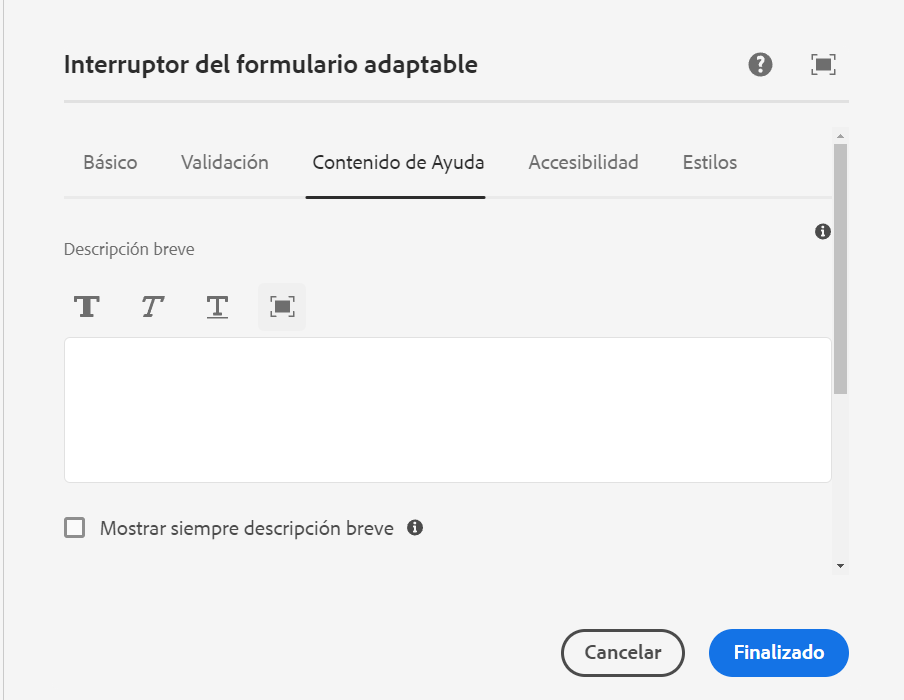 Interruptor del formulario adaptable
Básico Validación Contenido de Ayuda Accesibilidad Estilos
Descripción breve
T T T
Mostrar siempre descripción breve
Cancelar Finalizado